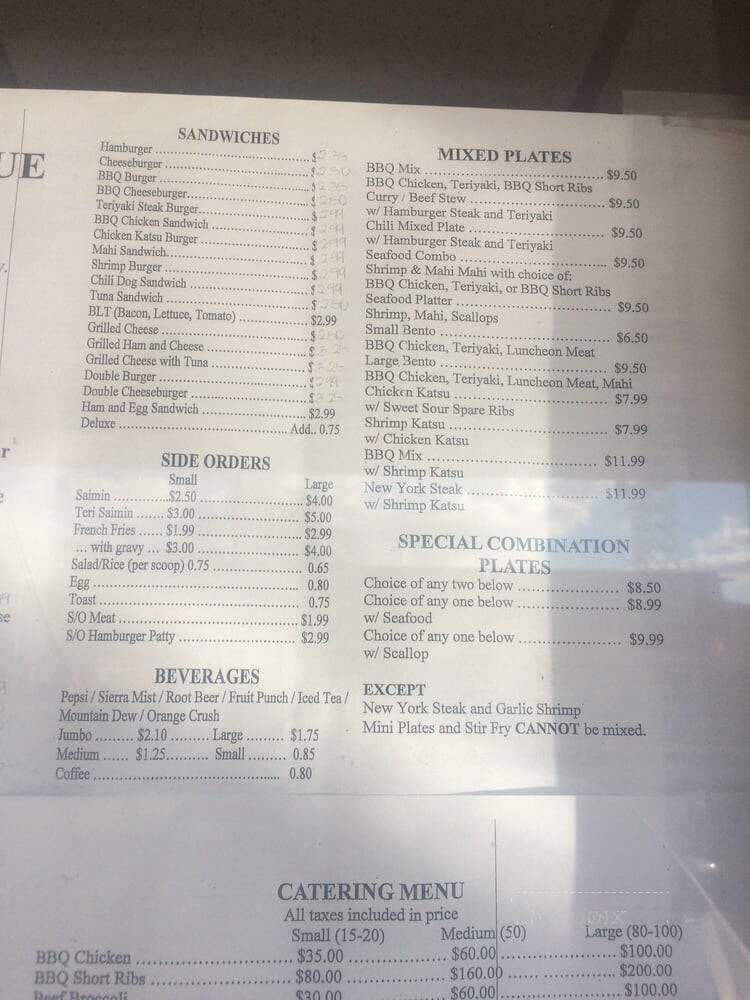 UE
SANDWICHES
Hamburger
Cheeseburger
BBQ Burger
BBQ Cheeseburger
Teriyaki Steak Burger
BBQ Chicken Sandwich
Chicken Katsu Burger
Mahi Sandwich
Shrimp Burger
Chili Dog Sandwich
Tuna Sandwich
BLT (Bacon, Lettuce, Tomato) $2.99
Grilled Cheese
Grilled Ham and Cheese
Grilled Cheese with Tuna
Double Burger
Double Cheeseburger
Ham and Egg Sandwich $2.99
Deluxe Add.. 0.75
SIDE ORDERS
Small Large
Saimin $2.50 $4.00
Teri Saimin $3.00 $5.00
French Fries $1.99 $2.99
... with gravy ... $3.00 $4.00
Salad/Rice (per scoop) 0.75 0.65
Egg 0.80
Toast 0.75
S/O Meat $1.99
S/O Hamburger Patty $2.99
BEVERAGES
Pepsi / Sierra Mist / Root Beer / Fruit Punch / Iced Tea /
Mountain Dew / Orange Crush
Jumbo $2.10 Large $1.75
Medium $1.25 Small 0.85
Coffee 0.80
MIXED PLATES
BBQ Mix $9.50
BBQ Chicken, Teriyaki, BBQ Short Ribs
Curry / Beef Stew $9.50
w/ Hamburger Steak and Teriyaki
Chili Mixed Plate $9.50
w/ Hamburger Steak and Teriyaki
Seafood Combo $9.50
Shrimp & Mahi Mahi with choice of:
BBQ Chicken, Teriyaki, or BBQ Short Ribs
Seafood Platter $9.50
Shrimp, Mahi, Scallops
Small Bento $6.50
BBQ Chicken, Teriyaki, Luncheon Meat
Large Bento $9.50
BBQ Chicken, Teriyaki, Luncheon Meat, Mahi
Chicken Katsu $7.99
w/ Sweet Sour Spare Ribs
Shrimp Katsu $7.99
w/ Chicken Katsu
BBQ Mix $11.99
w/ Shrimp Katsu
New York Steak $11.99
w/ Shrimp Katsu
SPECIAL COMBINATION
PLATES
Choice of any two below $8.50
Choice of any one below $8.99
w/ Seafood
Choice of any one below $9.99
w/ Scallop
EXCEPT
New York Steak and Garlic Shrimp
Mini Plates and Stir Fry CANNOT be mixed.
CATERING MENU
All taxes included in price
Small (15-20) Medium (50) Large (80-100)
BBQ Chicken $35.00 $60.00 $100.00
BBQ Short Ribs $80.00 $160.00 $200.00
Beef Broccoli $30.00 $60.00 $100.00